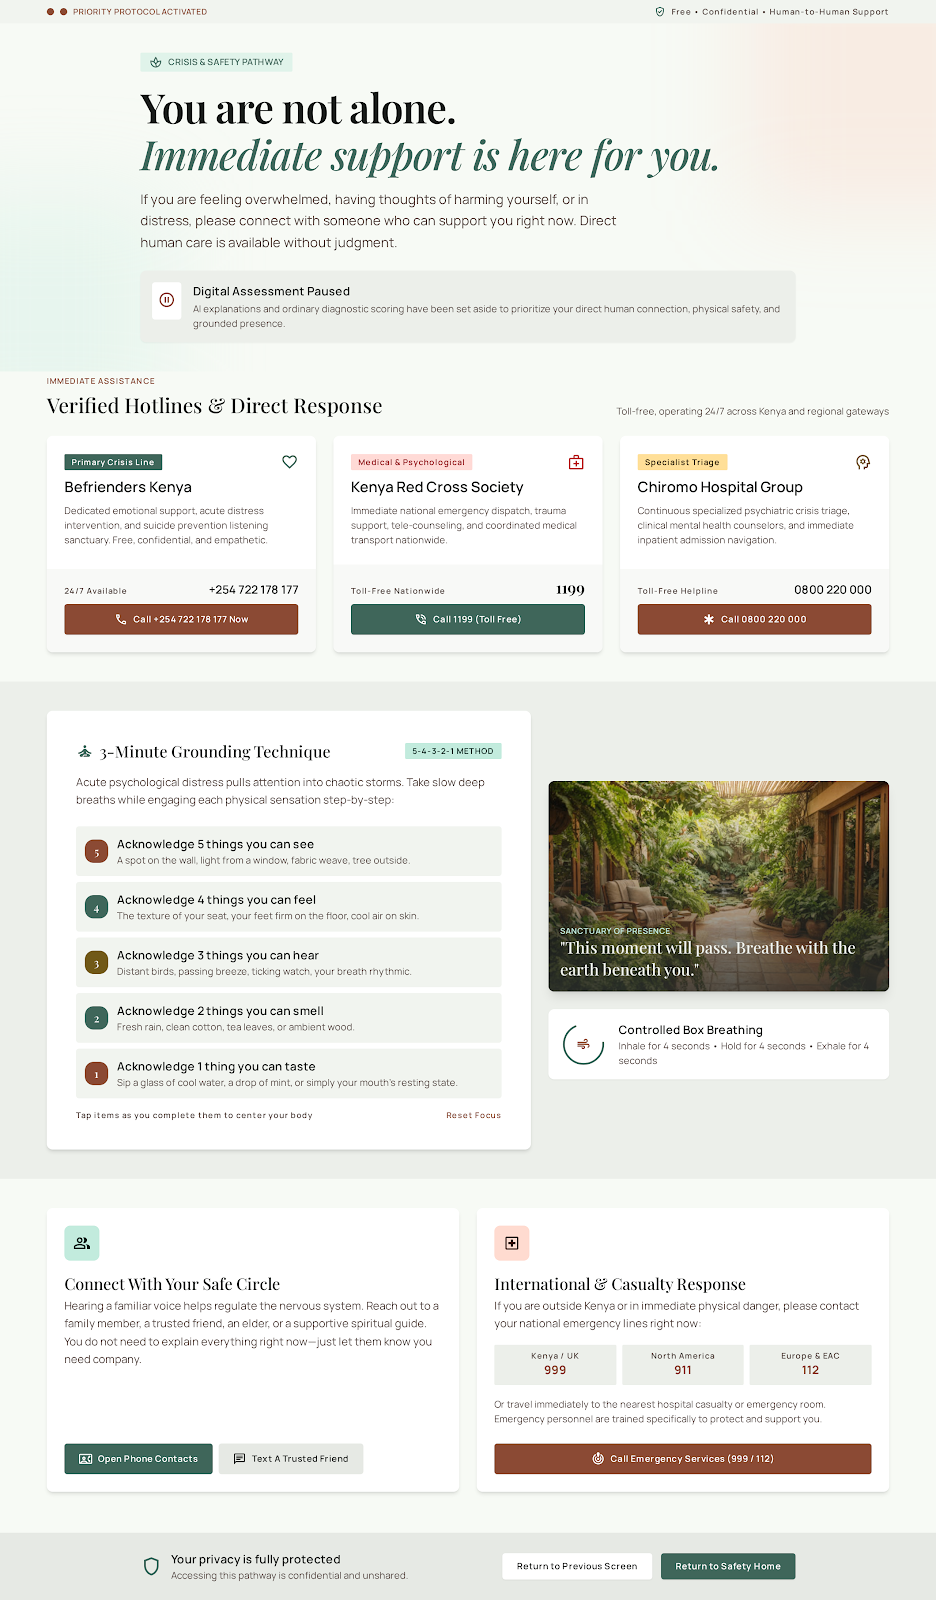 PRIORITY PROTOCOL ACTIVATED
Free • Confidential • Human-to-Human Support
CRISIS & SAFETY PATHWAY
You are not alone.
Immediate support is here for you.
If you are feeling overwhelmed, having thoughts of harming yourself, or in
distress, please connect with someone who can support you right now. Direct
human care is available without judgment.
Digital Assessment Paused
AI explanations and ordinary diagnostic scoring have been set aside to prioritize your direct human connection, physical safety, and
grounded presence.
IMMEDIATE ASSISTANCE
Verified Hotlines & Direct Response
Toll-free, operating 24/7 across Kenya and regional gateways
Primary Crisis Line
Befrienders Kenya
Dedicated emotional support, acute distress
intervention, and suicide prevention listening
sanctuary. Free, confidential, and empathetic.
24/7 Available
+254 722 178 177
Call +254 722 178 177 Now
Medical & Psychological
Kenya Red Cross Society
Immediate national emergency dispatch, trauma
support, tele-counseling, and coordinated medical
transport nationwide.
Toll-Free Nationwide
1199
Call 1199 (Toll Free)
Specialist Triage
Chiromo Hospital Group
Continuous specialized psychiatric crisis triage,
clinical mental health counselors, and immediate
inpatient admission navigation.
Toll-Free Helpline
0800 220 000
Call 0800 220 000
3-Minute Grounding Technique
5-4-3-2-1 METHOD
Acute psychological distress pulls attention into chaotic storms. Take slow deep
breaths while engaging each physical sensation step-by-step:
5
Acknowledge 5 things you can see
A spot on the wall, light from a window, fabric weave, tree outside.
4
Acknowledge 4 things you can feel
The texture of your seat, your feet firm on the floor, cool air on skin.
3
Acknowledge 3 things you can hear
Distant birds, passing breeze, ticking watch, your breath rhythmic.
2
Acknowledge 2 things you can smell
Fresh rain, clean cotton, tea leaves, or ambient wood.
1
Acknowledge 1 thing you can taste
Sip a glass of cool water, a drop of mint, or simply your mouth's resting state.
Tap items as you complete them to center your body
Reset Focus
SANCTUARY OF PRESENCE
"This moment will pass. Breathe with the
earth beneath you."
Controlled Box Breathing
Inhale for 4 seconds • Hold for 4 seconds • Exhale for 4
seconds
Connect With Your Safe Circle
Hearing a familiar voice helps regulate the nervous system. Reach out to a
family member, a trusted friend, an elder, or a supportive spiritual guide.
You do not need to explain everything right now—just let them know you
need company.
Open Phone Contacts
Text A Trusted Friend
International & Casualty Response
If you are outside Kenya or in immediate physical danger, please contact
your national emergency lines right now:
Kenya / UK
999
North America
911
Europe & EAC
112
Or travel immediately to the nearest hospital casualty or emergency room.
Emergency personnel are trained specifically to protect and support you.
Call Emergency Services (999 / 112)
Your privacy is fully protected
Accessing this pathway is confidential and unshared.
Return to Previous Screen
Return to Safety Home